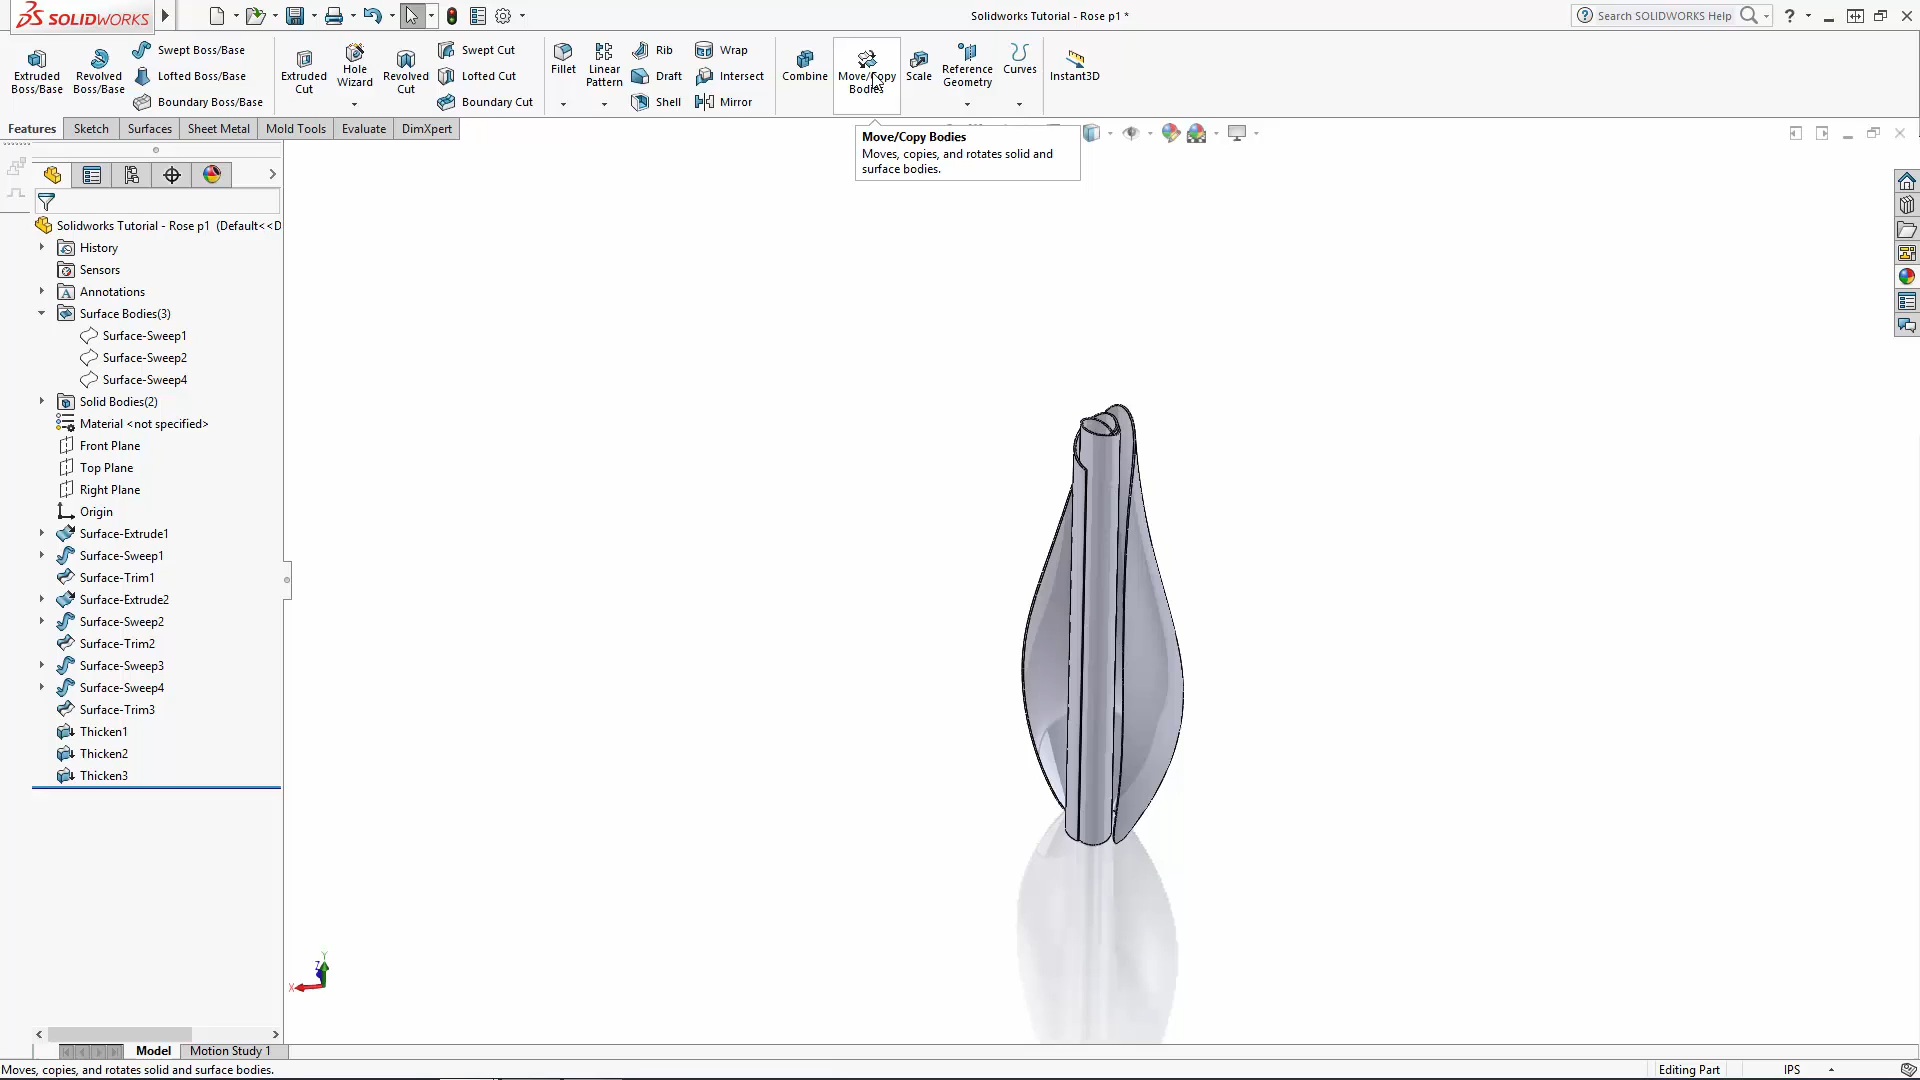 SOLIDWORKS
Solidworks Tutorial - Rose p1 *
Search SOLIDWORKS Help
Extruded Boss/Base
Revolved Boss/Base
Swept Boss/Base
Lofted Boss/Base
Boundary Boss/Base
Extruded Cut
Hole Wizard
Revolved Cut
Swept Cut
Lofted Cut
Boundary Cut
Fillet
Linear Pattern
Rib
Draft
Shell
Wrap
Intersect
Mirror
Combine
Move/Copy Bodies
Scale
Reference Geometry
Curves
Instant3D
Features
Sketch
Surfaces
Sheet Metal
Mold Tools
Evaluate
DimXpert
Move/Copy Bodies
Moves, copies, and rotates solid and
surface bodies.
Solidworks Tutorial - Rose p1 (Default<<D
History
Sensors
Annotations
Surface Bodies(3)
Surface-Sweep1
Surface-Sweep2
Surface-Sweep4
Solid Bodies(2)
Material <not specified>
Front Plane
Top Plane
Right Plane
Origin
Surface-Extrude1
Surface-Sweep1
Surface-Trim1
Surface-Extrude2
Surface-Sweep2
Surface-Trim2
Surface-Sweep3
Surface-Sweep4
Surface-Trim3
Thicken1
Thicken2
Thicken3
Y
Z
X
Model
Motion Study 1
Moves, copies, and rotates solid and surface bodies.
Editing Part
IPS